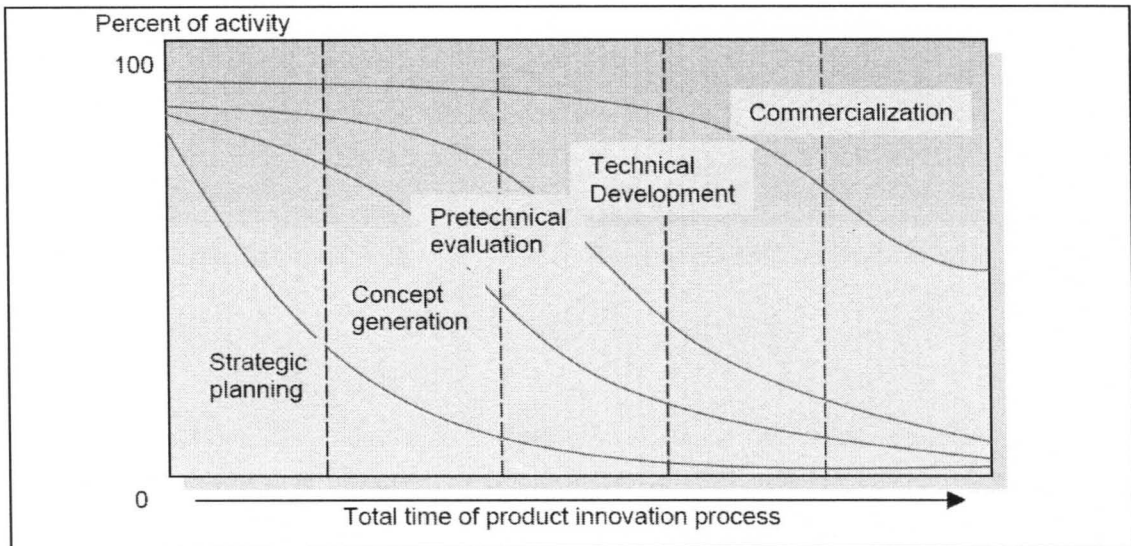 Percent of activity
100
Commercialization
Technical
Development
Pretechnical
evaluation
Concept
generation
Strategic
planning
0
Total time of product innovation process